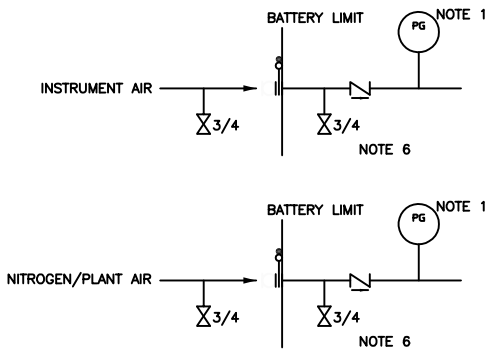 BATTERY LIMIT
PG
NOTE 1
INSTRUMENT AIR
3/4
3/4
NOTE 6
BATTERY LIMIT
PG
NOTE 1
NITROGEN/PLANT AIR
3/4
3/4
NOTE 6